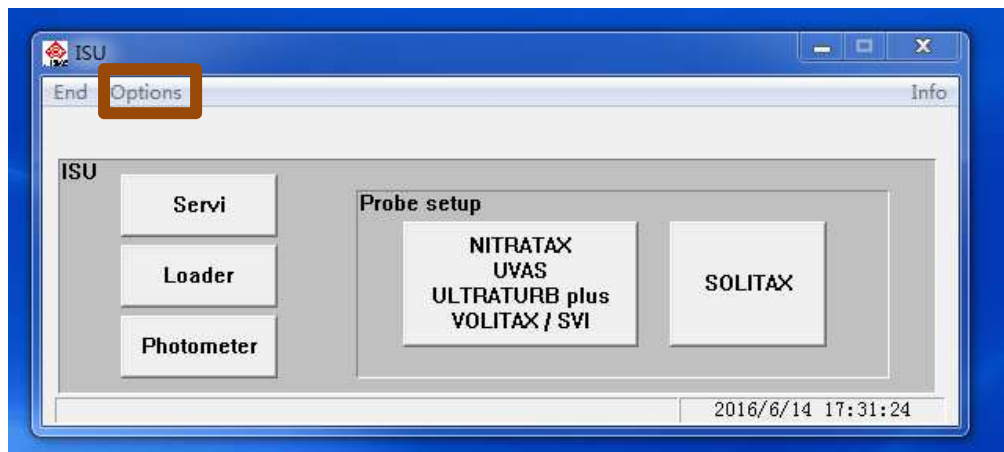 ISU
End Options Info
ISU
Servi
Loader
Photometer
Probe setup
NITRATAX
UVAS
ULTRATURB plus
VOLITAX / SVI
SOLITAX
2016/6/14 17:31:24